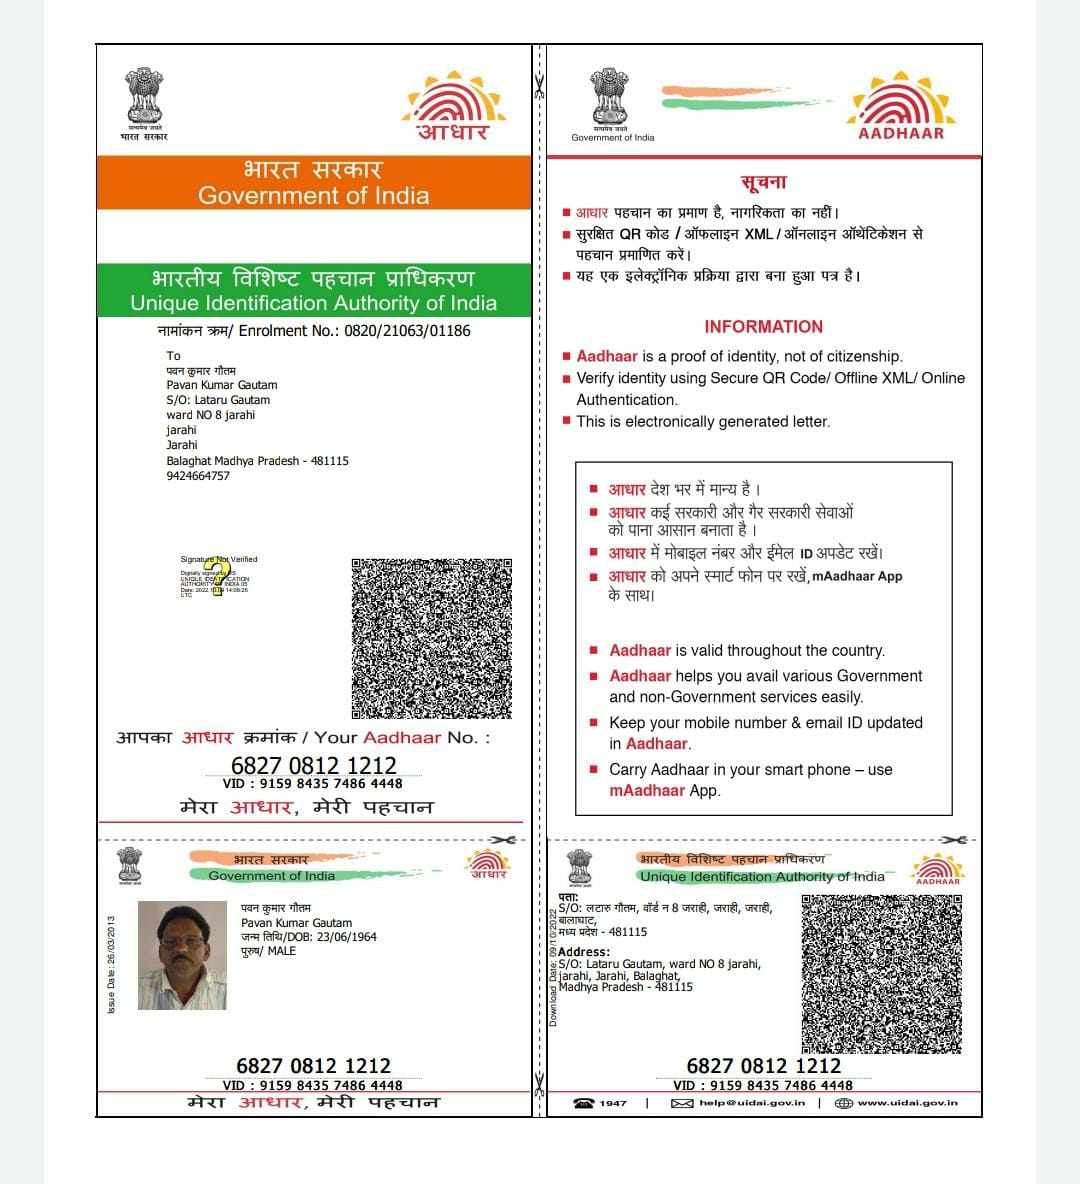 सत्यमेव जयते
भारत सरकार
आधार
भारत सरकार
Government of India
भारतीय विशिष्ट पहचान प्राधिकरण
Unique Identification Authority of India
नामांकन क्रम/ Enrolment No.: 0820/21063/01186
To
पवन कुमार गौतम
Pavan Kumar Gautam
S/O: Lataru Gautam
ward NO 8 jarahi
jarahi
Jarahi
Balaghat Madhya Pradesh - 481115
9424664757
Signature Not Verified
Digitally signed by DS
UNIQUE IDENTIFICATION
AUTHORITY OF INDIA 05
Date: 2022.10.09 14:08:26
UTC
आपका आधार क्रमांक / Your Aadhaar No. :
6827 0812 1212
VID : 9159 8435 7486 4448
मेरा आधार, मेरी पहचान
सत्यमेव जयते
Government of India
AADHAAR
सूचना
आधार पहचान का प्रमाण है, नागरिकता का नहीं।
सुरक्षित QR कोड / ऑफलाइन XML / ऑनलाइन ऑथेंटिकेशन से
पहचान प्रमाणित करें।
यह एक इलेक्ट्रॉनिक प्रक्रिया द्वारा बना हुआ पत्र है।
INFORMATION
Aadhaar is a proof of identity, not of citizenship.
Verify identity using Secure QR Code/ Offline XML/ Online
Authentication.
This is electronically generated letter.
आधार देश भर में मान्य है ।
आधार कई सरकारी और गैर सरकारी सेवाओं
को पाना आसान बनाता है ।
आधार में मोबाइल नंबर और ईमेल ID अपडेट रखें।
आधार को अपने स्मार्ट फोन पर रखें, mAadhaar App
के साथ।
Aadhaar is valid throughout the country.
Aadhaar helps you avail various Government
and non-Government services easily.
Keep your mobile number & email ID updated
in Aadhaar.
Carry Aadhaar in your smart phone – use
mAadhaar App.
भारत सरकार
Government of India
आधार
Issue Date: 26/03/2013
पवन कुमार गौतम
Pavan Kumar Gautam
जन्म तिथि/DOB: 23/06/1964
पुरुष/ MALE
6827 0812 1212
VID : 9159 8435 7486 4448
मेरा आधार, मेरी पहचान
भारतीय विशिष्ट पहचान प्राधिकरण
Unique Identification Authority of India
AADHAAR
Download Date: 09/10/2022
पता:
S/O: लटारु गौतम, वॉर्ड न 8 जराही, जराही, जराही,
बालाघाट,
मध्य प्रदेश - 481115
Address:
S/O: Lataru Gautam, ward NO 8 jarahi,
jarahi, Jarahi, Balaghat,
Madhya Pradesh - 481115
6827 0812 1212
VID : 9159 8435 7486 4448
1947 | help@uidai.gov.in | www.uidai.gov.in